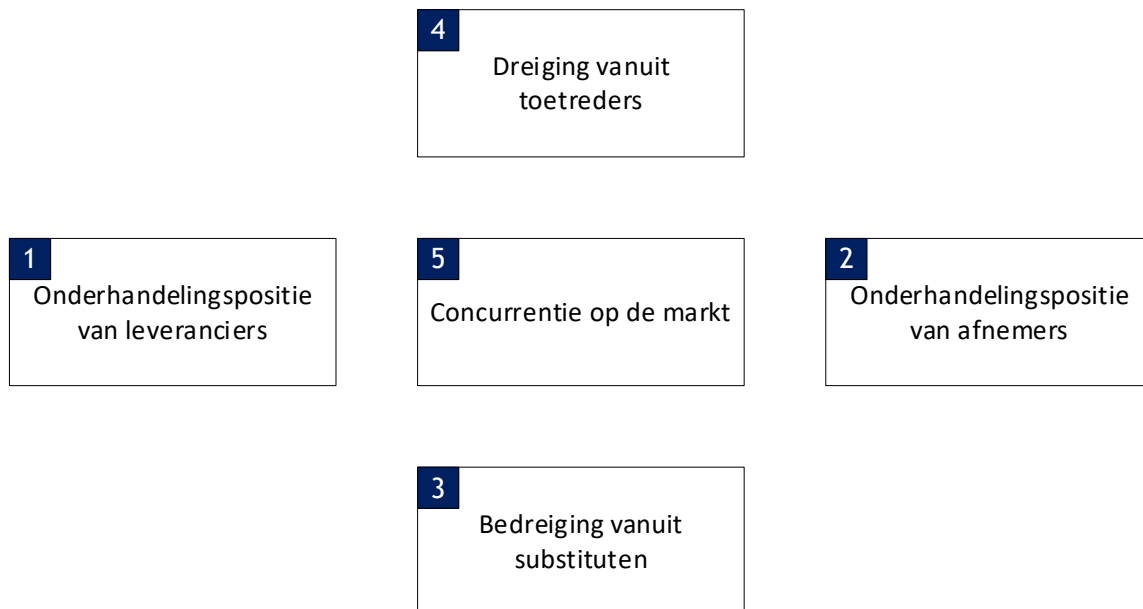 4
Dreiging vanuit
toetreders
1
Onderhandelingspositie
van leveranciers
5
Concurrentie op de markt
2
Onderhandelingspositie
van afnemers
3
Bedreiging vanuit
substituten